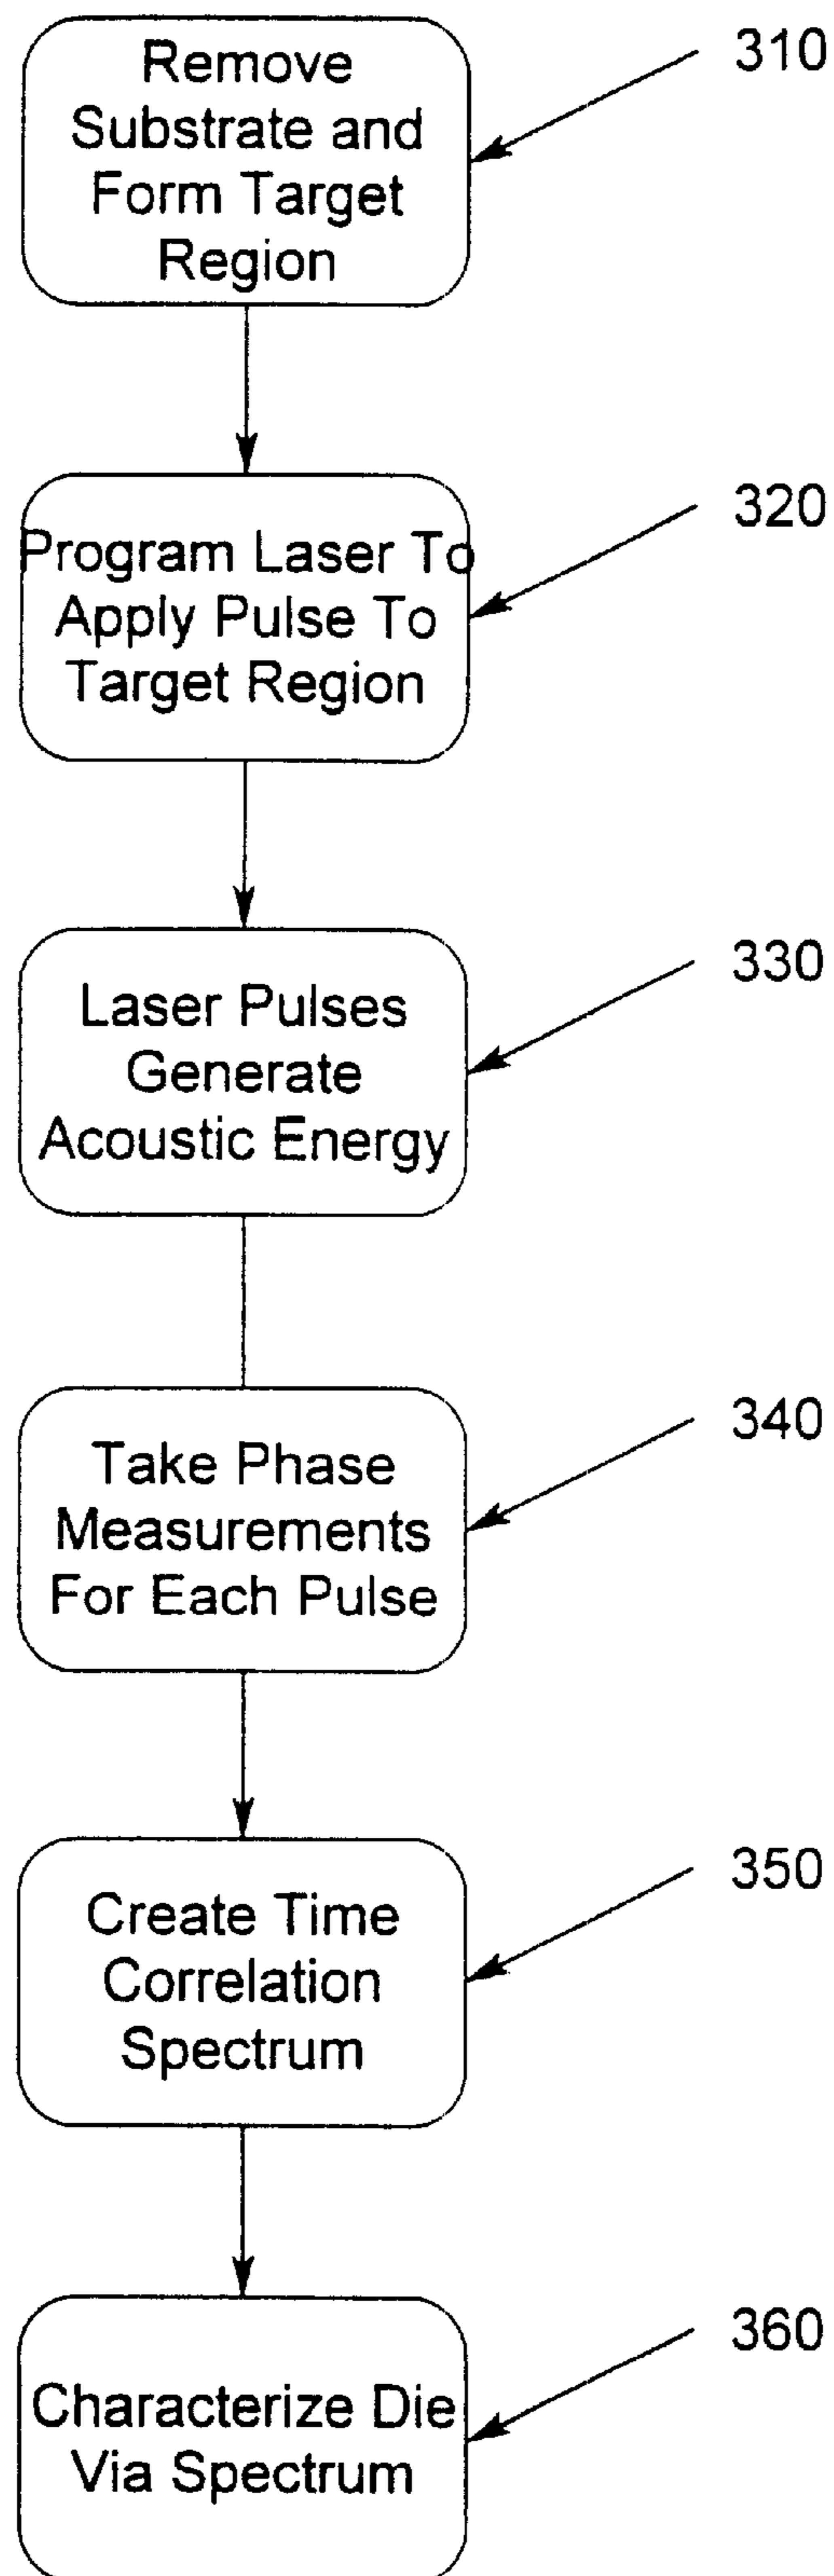 Remove
Substrate and
Form Target
Region
310
Program Laser To
Apply Pulse To
Target Region
320
Laser Pulses
Generate
Acoustic Energy
330
Take Phase
Measurements
For Each Pulse
340
Create Time
Correlation
Spectrum
350
Characterize Die
Via Spectrum
360